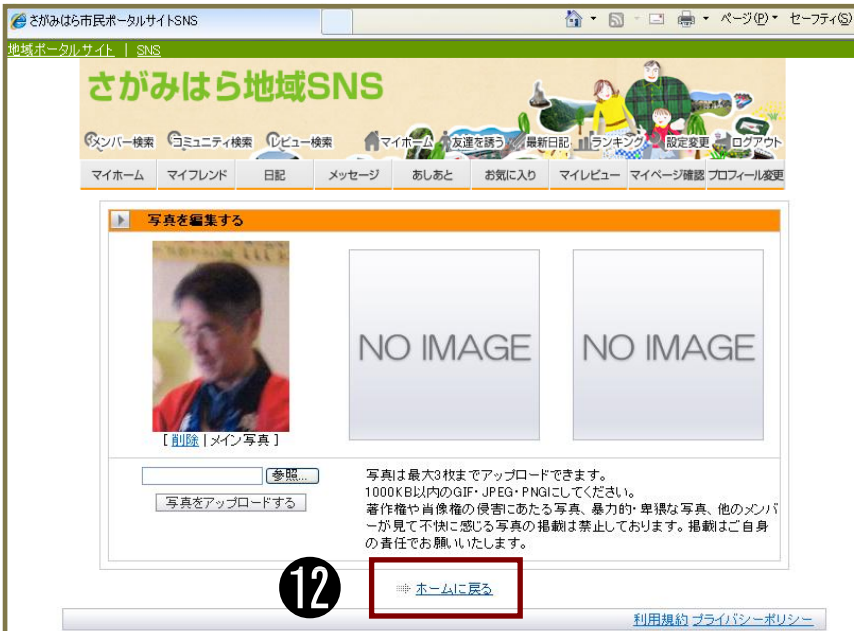 さがみはら市民ポータルサイトSNS
ページ(P) セーフティ(S)
地域ポータルサイト | SNS
さがみはら地域SNS
メンバー検索 コミュニティ検索 レビュー検索 マイホーム 友達を誘う 最新日記 ランキング 設定変更 ログアウト
マイホーム マイフレンド 日記 メッセージ あしあと お気に入り マイレビュー マイページ確認 プロフィール変更
写真を編集する
NO IMAGE NO IMAGE
[ 削除 | メイン写真 ]
参照...
写真をアップロードする
写真は最大3枚までアップロードできます。
1000KB以内のGIF・JPEG・PNGにしてください。
著作権や肖像権の侵害にあたる写真、暴力的・卑猥な写真、他のメンバ
ーが見て不快に感じる写真の掲載は禁止しております。掲載はご自身
の責任でお願いいたします。
⓬
ホームに戻る
利用規約 プライバシーポリシー